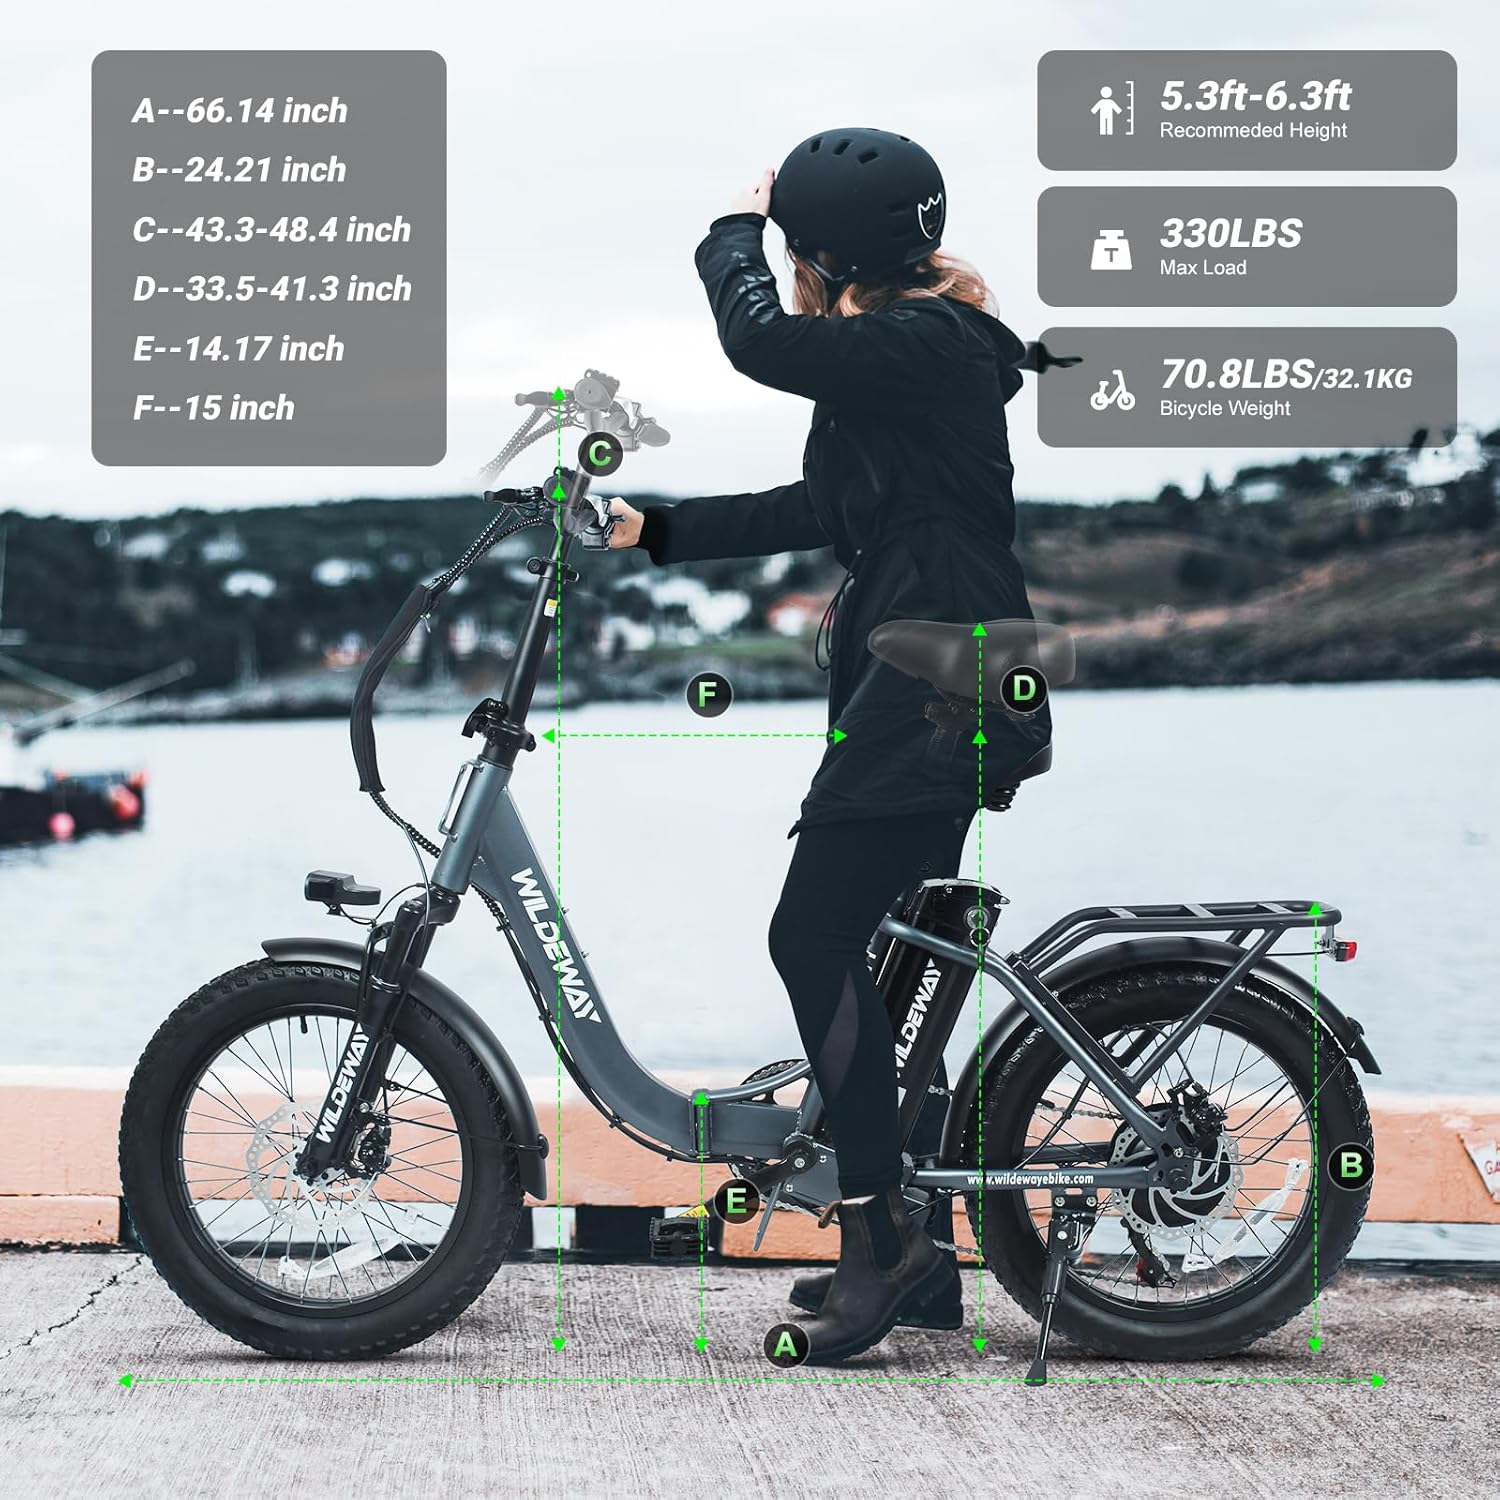 A--66.14 inch
B--24.21 inch
C--43.3-48.4 inch
D--33.5-41.3 inch
E--14.17 inch
F--15 inch
5.3ft-6.3ft
Recommeded Height
330LBS
Max Load
70.8LBS/32.1KG
Bicycle Weight
T
C
D
F
WILDEWAY
WILDEWAY
WILDEWAY
www.wildewayebike.com
B
E
A